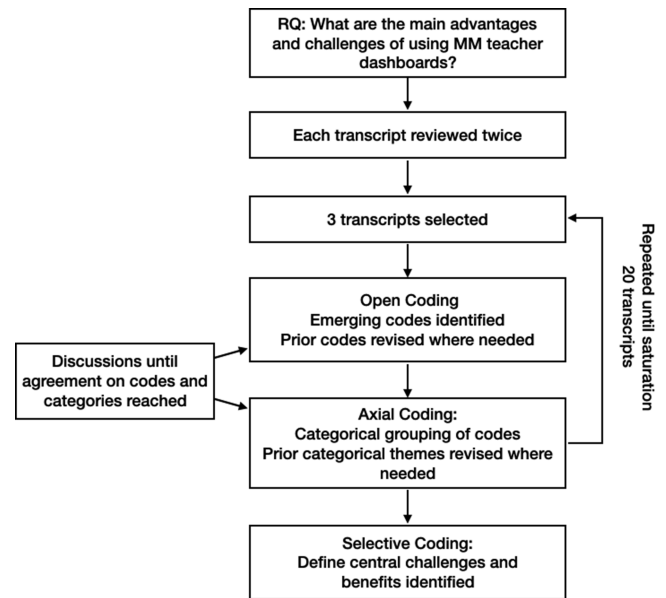 RQ: What are the main advantages
and challenges of using MM teacher
dashboards?
Each transcript reviewed twice
3 transcripts selected
Open Coding
Emerging codes identified
Prior codes revised where needed
Discussions until
agreement on codes and
categories reached
Axial Coding:
Categorical grouping of codes
Prior categorical themes revised where
needed
Repeated until saturation
20 transcripts
Selective Coding:
Define central challenges and
benefits identified